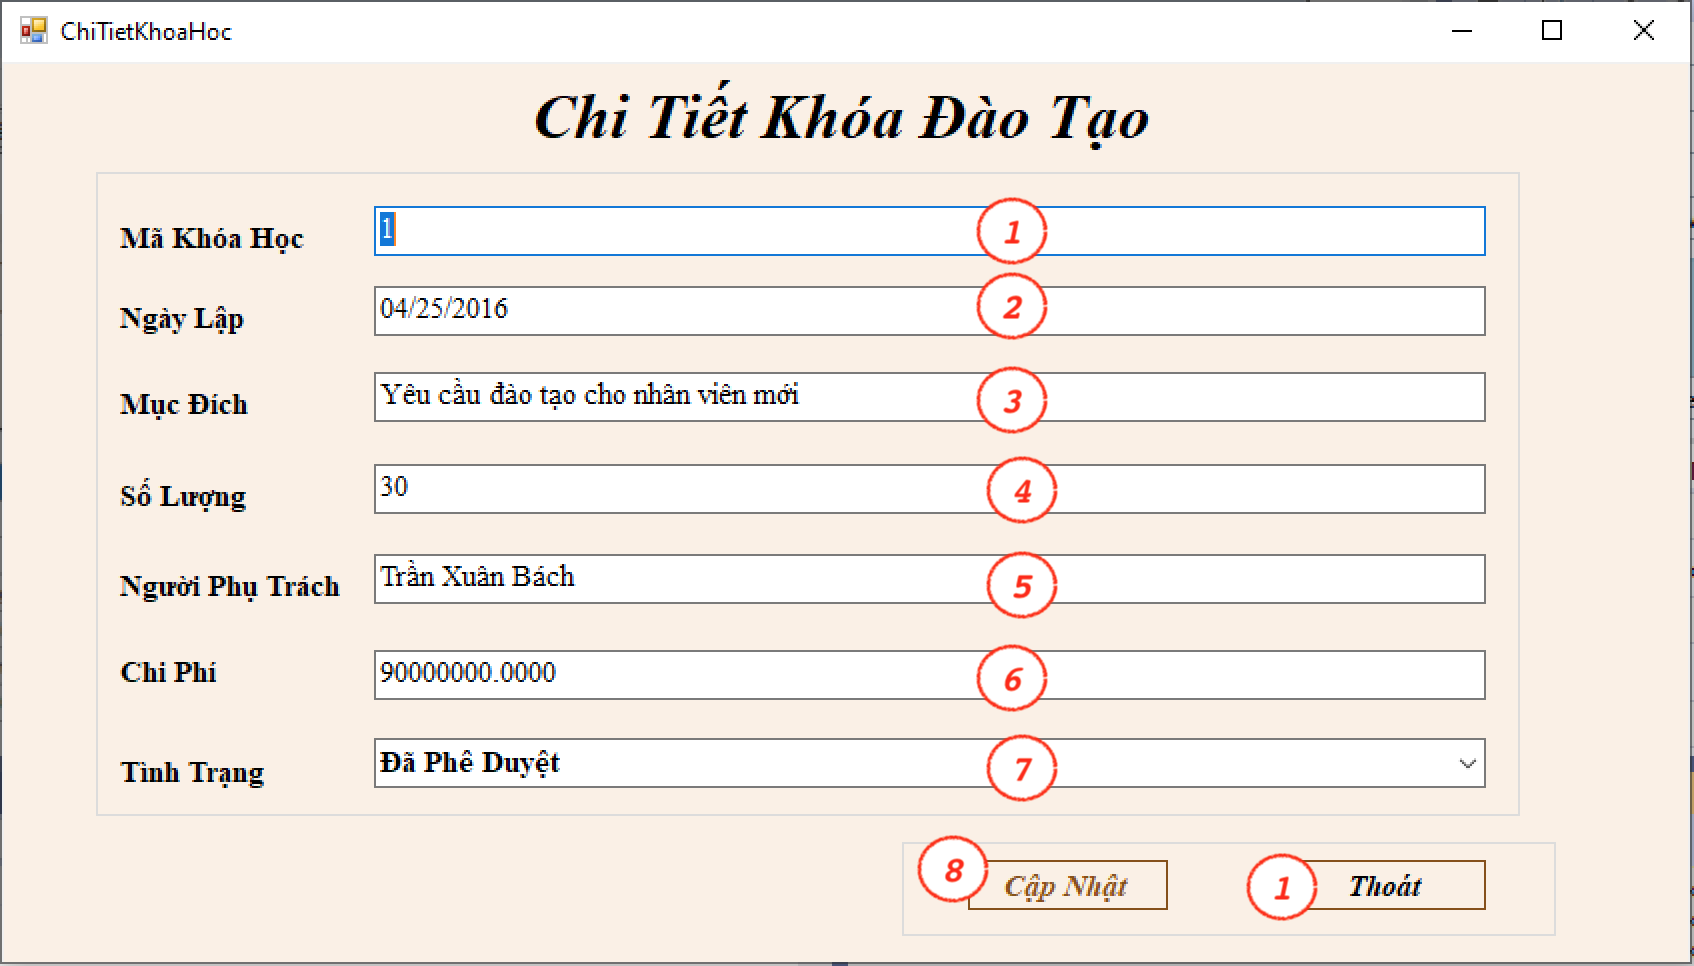 ChiTietKhoaHoc
Chi Tiết Khóa Đào Tạo
Mã Khóa Học 1 1
Ngày Lập 04/25/2016 2
Mục Đích Yêu cầu đào tạo cho nhân viên mới 3
Số Lượng 30 4
Người Phụ Trách Trần Xuân Bách 5
Chi Phí 90000000.0000 6
Tình Trạng Đã Phê Duyệt 7
8 Cập Nhật 1 Thoát